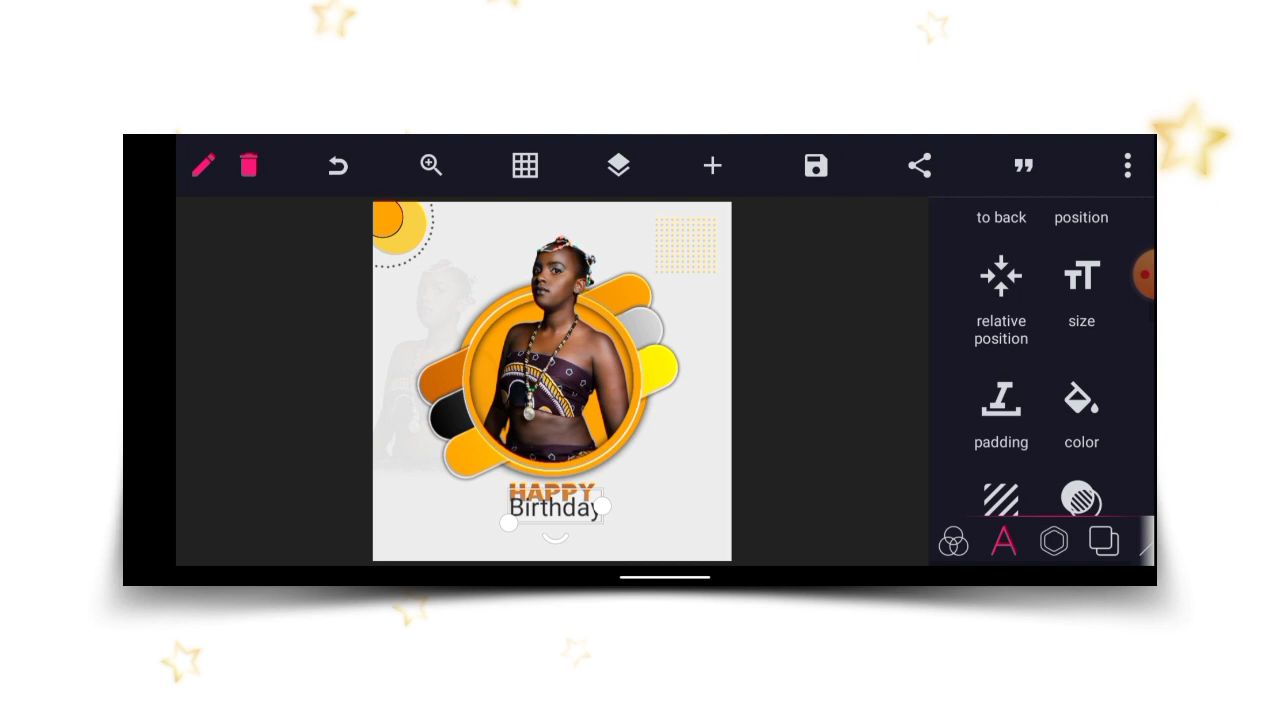 to back position
relative position
size
padding
color
HAPPY
Birthday